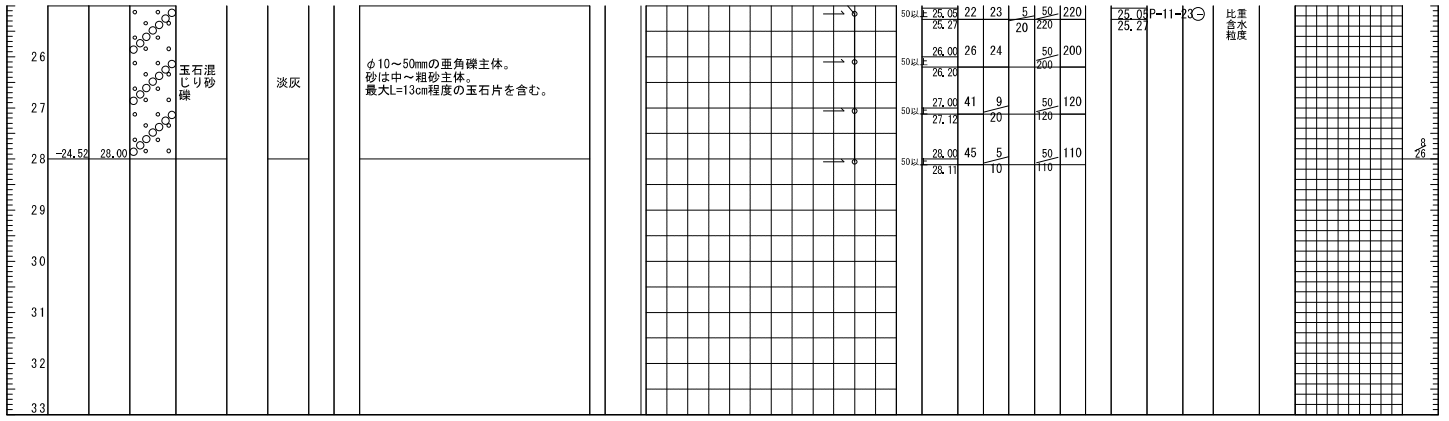 50以上 25.05 22 23 5 50 220 25.05 P-11-23 比重
25.27 20 220 25.27 含水
粒度
26 玉石混 淡灰 φ10～50mmの亜角礫主体。 26.00 26 24 50 200
じり砂 砂は中～粗砂主体。 26.20 200
礫 最大L=13cm程度の玉石片を含む。
27 50以上 27.00 41 9 50 120
27.12 20 120
28 -24.52 28.00 50以上 28.00 45 5 50 110 8
28.11 10 110 26
29
30
31
32
33